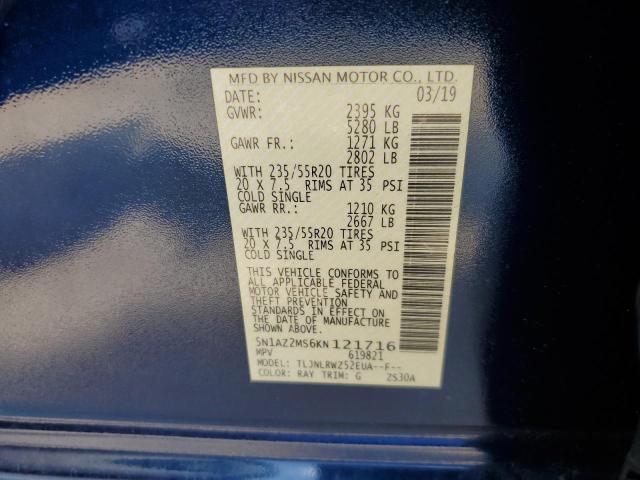 MFD BY NISSAN MOTOR CO., LTD.
DATE: 03/19
GVWR: 2395 KG
5280 LB
GAWR FR.: 1271 KG
2802 LB
WITH 235/55R20 TIRES
20 X 7.5 RIMS AT 35 PSI
COLD SINGLE
GAWR RR.: 1210 KG
2667 LB
WITH 235/55R20 TIRES
20 X 7.5 RIMS AT 35 PSI
COLD SINGLE
THIS VEHICLE CONFORMS TO
ALL APPLICABLE FEDERAL
MOTOR VEHICLE SAFETY AND
THEFT PREVENTION
STANDARDS IN EFFECT ON
THE DATE OF MANUFACTURE
SHOWN ABOVE.
5N1AZ2MS6KN121716
MPV 619821
MODEL: TLJNLRWZ52EUA--F--
COLOR: RAY TRIM: G ZS30A